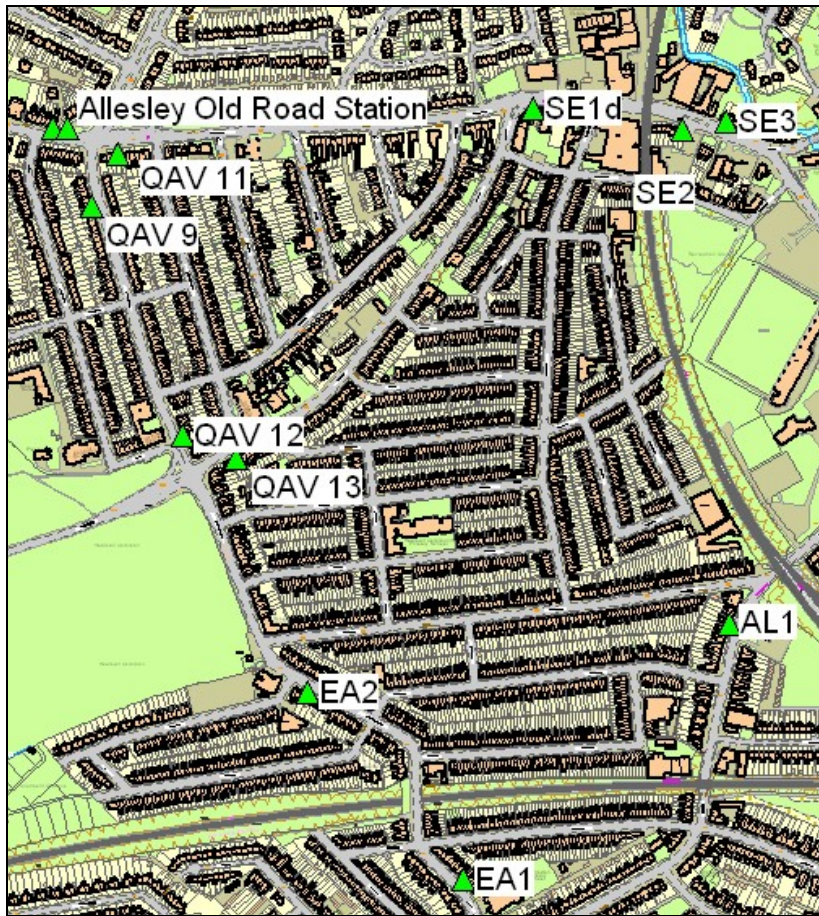 Allesley Old Road Station
SE1d
SE3
QAV 11
SE2
QAV 9
QAV 12
QAV 13
AL1
EA2
EA1